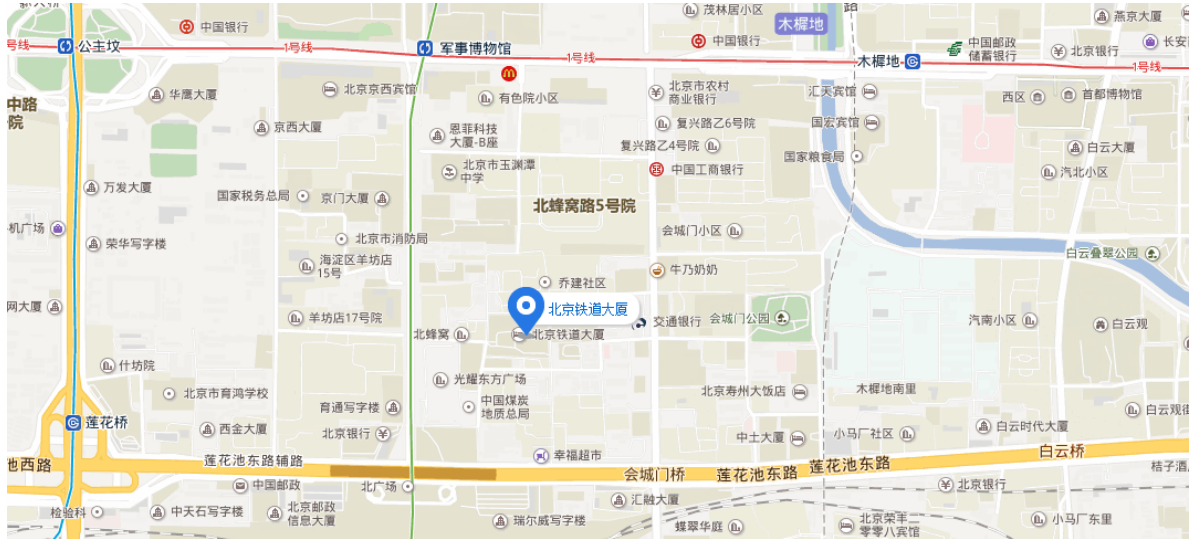 中国银行
茂林居小区
燕京大厦
木樨地
中国银行
号线
公主坟
1号线
军事博物馆
1号线
木樨地
中国邮政
储蓄银行
北京银行
长安
1号线
华鹰大厦
北京京西宾馆
有色院小区
北京市农村
商业银行
汇天宾馆
西区
首都博物馆
中路
院
京西大厦
恩菲科技
大厦-B座
复兴路乙6号院
国宏宾馆
复兴路乙4号院
国家粮食局
白云大厦
北京市玉渊潭
中学
中国工商银行
汽北小区
万发大厦
国家税务总局
京门大厦
北蜂窝路5号院
机广场
荣华写字楼
北京市消防局
会城门小区
海淀区羊坊店
15号
牛乃奶奶
白云叠翠公园
乔建社区
网大厦
北京铁道大厦
羊坊店17号院
交通银行
会城门公园
汽南小区
白云观
北蜂窝
北京铁道大厦
什坊院
光耀东方广场
北京市育鸿学校
北京寿州大饭店
木樨地南里
育通写字楼
中国煤炭
地质总局
白云观街
莲花桥
西金大厦
北京银行
中土大厦
小马厂社区
白云时代大厦
池西路
莲花池东路辅路
幸福超市
会城门桥
莲花池东路
莲花池东路
白云桥
桔子酒
中国邮政
北广场
汇融大厦
北京银行
检验科
中天石写字楼
北京邮政
信息大厦
瑞尔威写字楼
蝶翠华庭
北京荣丰二
零零八宾馆
小马厂东里